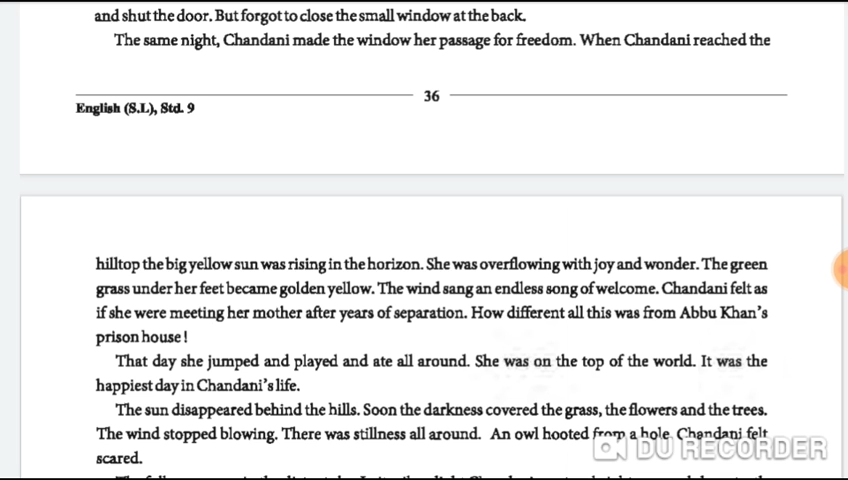 and shut the door. But forgot to close the small window at the back.
The same night, Chandani made the window her passage for freedom. When Chandani reached the
36
English (S.L), Std. 9
hilltop the big yellow sun was rising in the horizon. She was overflowing with joy and wonder. The green
grass under her feet became golden yellow. The wind sang an endless song of welcome. Chandani felt as
if she were meeting her mother after years of separation. How different all this was from Abbu Khan's
prison house !
That day she jumped and played and ate all around. She was on the top of the world. It was the
happiest day in Chandani's life.
The sun disappeared behind the hills. Soon the darkness covered the grass, the flowers and the trees.
The wind stopped blowing. There was stillness all around. An owl hooted from a hole. Chandani felt
scared.
DU RECORDER